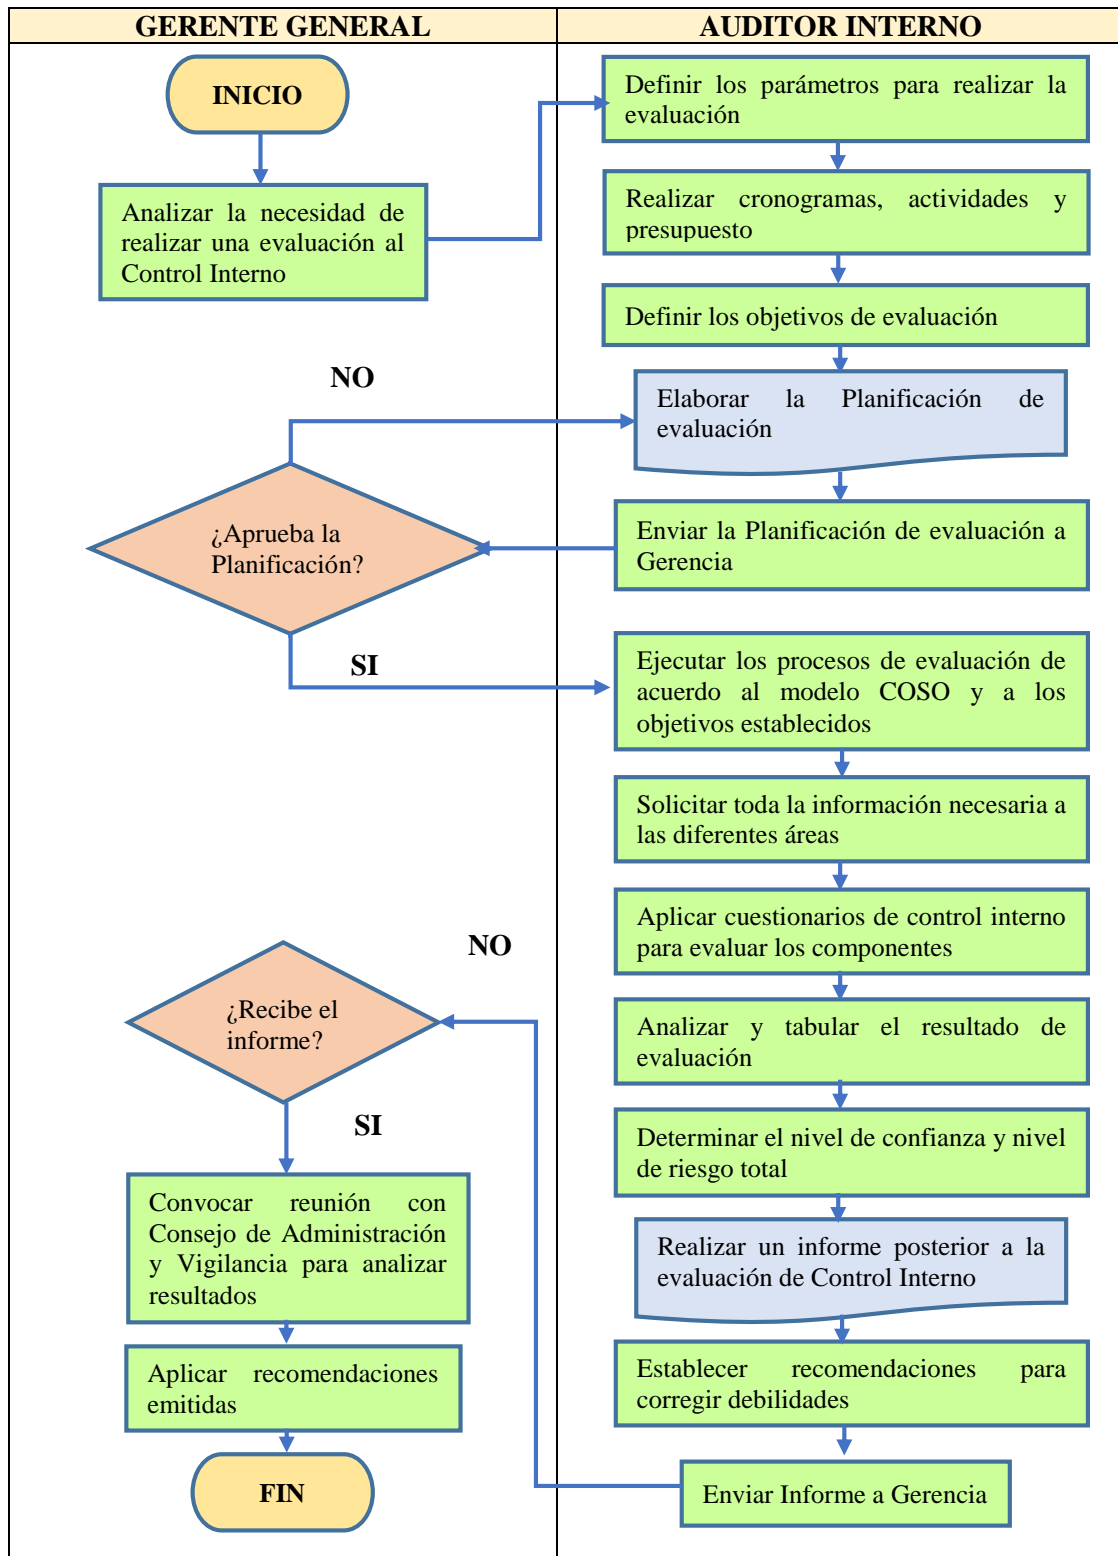 GERENTE GENERAL
AUDITOR INTERNO
INICIO
Analizar la necesidad de
realizar una evaluación al
Control Interno
Definir los parámetros para realizar la
evaluación
Realizar cronogramas, actividades y
presupuesto
Definir los objetivos de evaluación
Elaborar la Planificación de
evaluación
Enviar la Planificación de evaluación a
Gerencia
NO
¿Aprueba la
Planificación?
SI
Ejecutar los procesos de evaluación de
acuerdo al modelo COSO y a los
objetivos establecidos
Solicitar toda la información necesaria a
las diferentes áreas
Aplicar cuestionarios de control interno
para evaluar los componentes
Analizar y tabular el resultado de
evaluación
Determinar el nivel de confianza y nivel
de riesgo total
Realizar un informe posterior a la
evaluación de Control Interno
Establecer recomendaciones para
corregir debilidades
Enviar Informe a Gerencia
NO
¿Recibe el
informe?
SI
Convocar reunión con
Consejo de Administración
y Vigilancia para analizar
resultados
Aplicar recomendaciones
emitidas
FIN